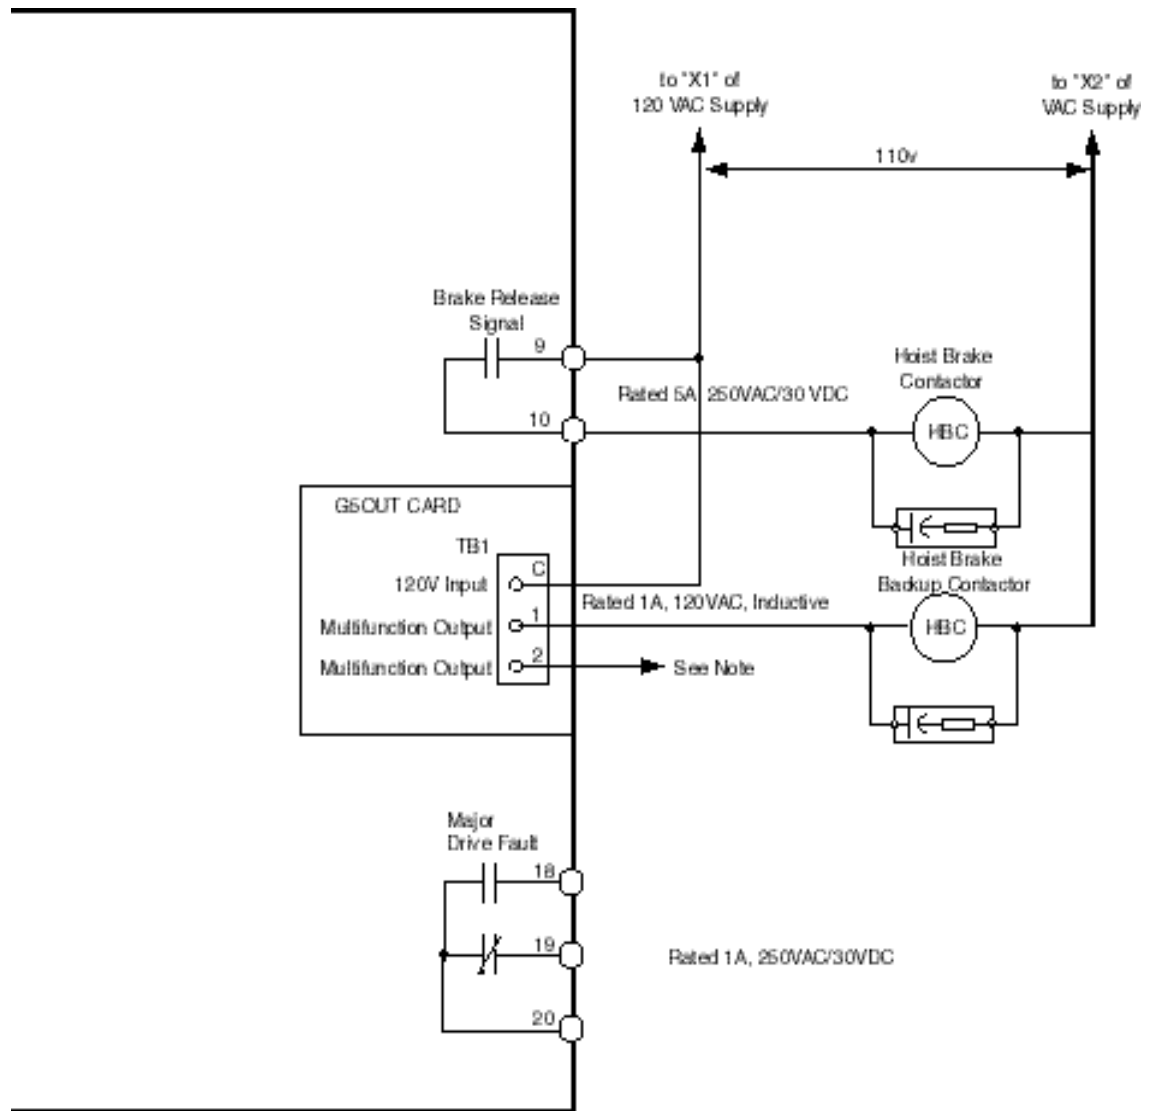 to "X1" of
120 VAC Supply
to "X2" of
VAC Supply
110v
Brake Release
Signal
9
Hoist Brake
Contactor
Rated 5A, 250VAC/30 VDC
10
HBC
G5OUT CARD
TB1
Hoist Brake
Backup Contactor
C
120V Input
Rated 1A, 120VAC, Inductive
1
Multifunction Output
HBC
2
Multifunction Output
See Note
Major
Drive Fault
18
19
Rated 1A, 250VAC/30VDC
20